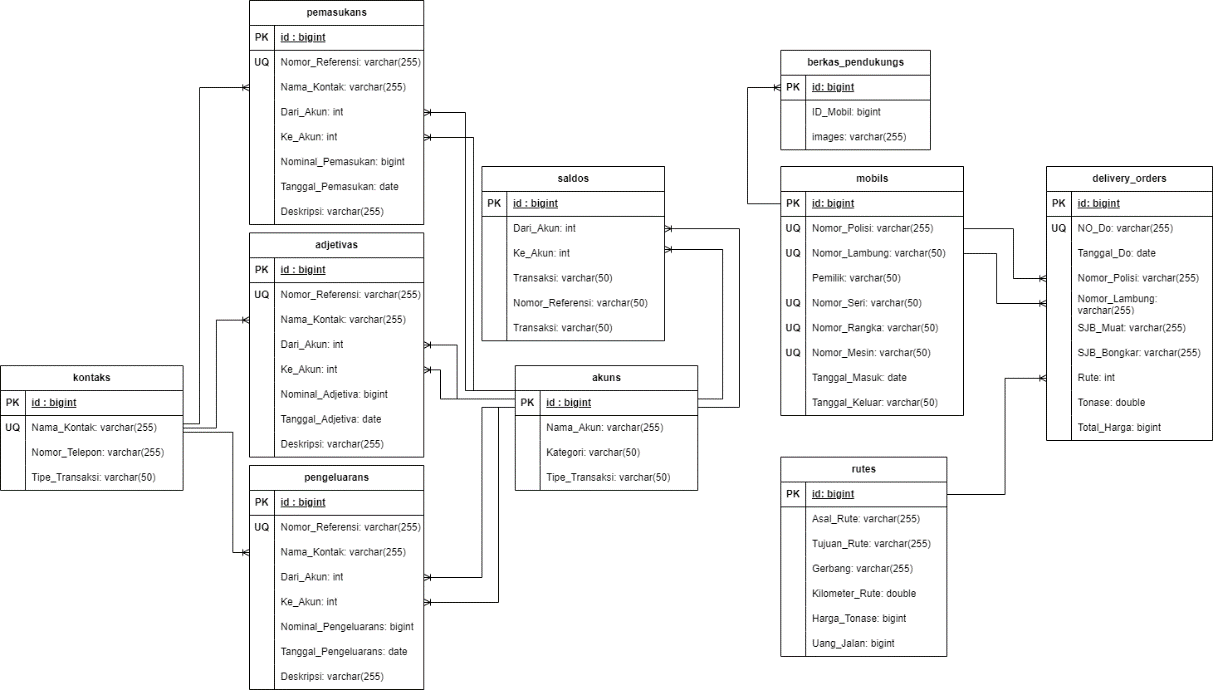 pemasukans
PK id : bigint
UQ Nomor_Referensi: varchar(255)
Nama_Kontak: varchar(255)
Dari_Akun: int
Ke_Akun: int
Nominal_Pemasukan: bigint
Tanggal_Pemasukan: date
Deskripsi: varchar(255)
adjetivas
PK id : bigint
UQ Nomor_Referensi: varchar(255)
Nama_Kontak: varchar(255)
Dari_Akun: int
Ke_Akun: int
Nominal_Adjetiva: bigint
Tanggal_Adjetiva: date
Deskripsi: varchar(255)
kontaks
PK id : bigint
UQ Nama_Kontak: varchar(255)
Nomor_Telepon: varchar(255)
Tipe_Transaksi: varchar(50)
pengeluarans
PK id : bigint
UQ Nomor_Referensi: varchar(255)
Nama_Kontak: varchar(255)
Dari_Akun: int
Ke_Akun: int
Nominal_Pengeluarans: bigint
Tanggal_Pengeluarans: date
Deskripsi: varchar(255)
saldos
PK id : bigint
Dari_Akun: int
Ke_Akun: int
Transaksi: varchar(50)
Nomor_Referensi: varchar(50)
Transaksi: varchar(50)
akuns
PK id : bigint
Nama_Akun: varchar(255)
Kategori: varchar(50)
Tipe_Transaksi: varchar(50)
berkas_pendukungs
PK id: bigint
ID_Mobil: bigint
images: varchar(255)
mobils
PK id: bigint
UQ Nomor_Polisi: varchar(255)
UQ Nomor_Lambung: varchar(50)
Pemilik: varchar(50)
UQ Nomor_Seri: varchar(50)
UQ Nomor_Rangka: varchar(50)
UQ Nomor_Mesin: varchar(50)
Tanggal_Masuk: date
Tanggal_Keluar: varchar(50)
rutes
PK id: bigint
Asal_Rute: varchar(255)
Tujuan_Rute: varchar(255)
Gerbang: varchar(255)
Kilometer_Rute: double
Harga_Tonase: bigint
Uang_Jalan: bigint
delivery_orders
PK id: bigint
UQ NO_Do: varchar(255)
Tanggal_Do: date
Nomor_Polisi: varchar(255)
Nomor_Lambung:
varchar(255)
SJB_Muat: varchar(255)
SJB_Bongkar: varchar(255)
Rute: int
Tonase: double
Total_Harga: bigint